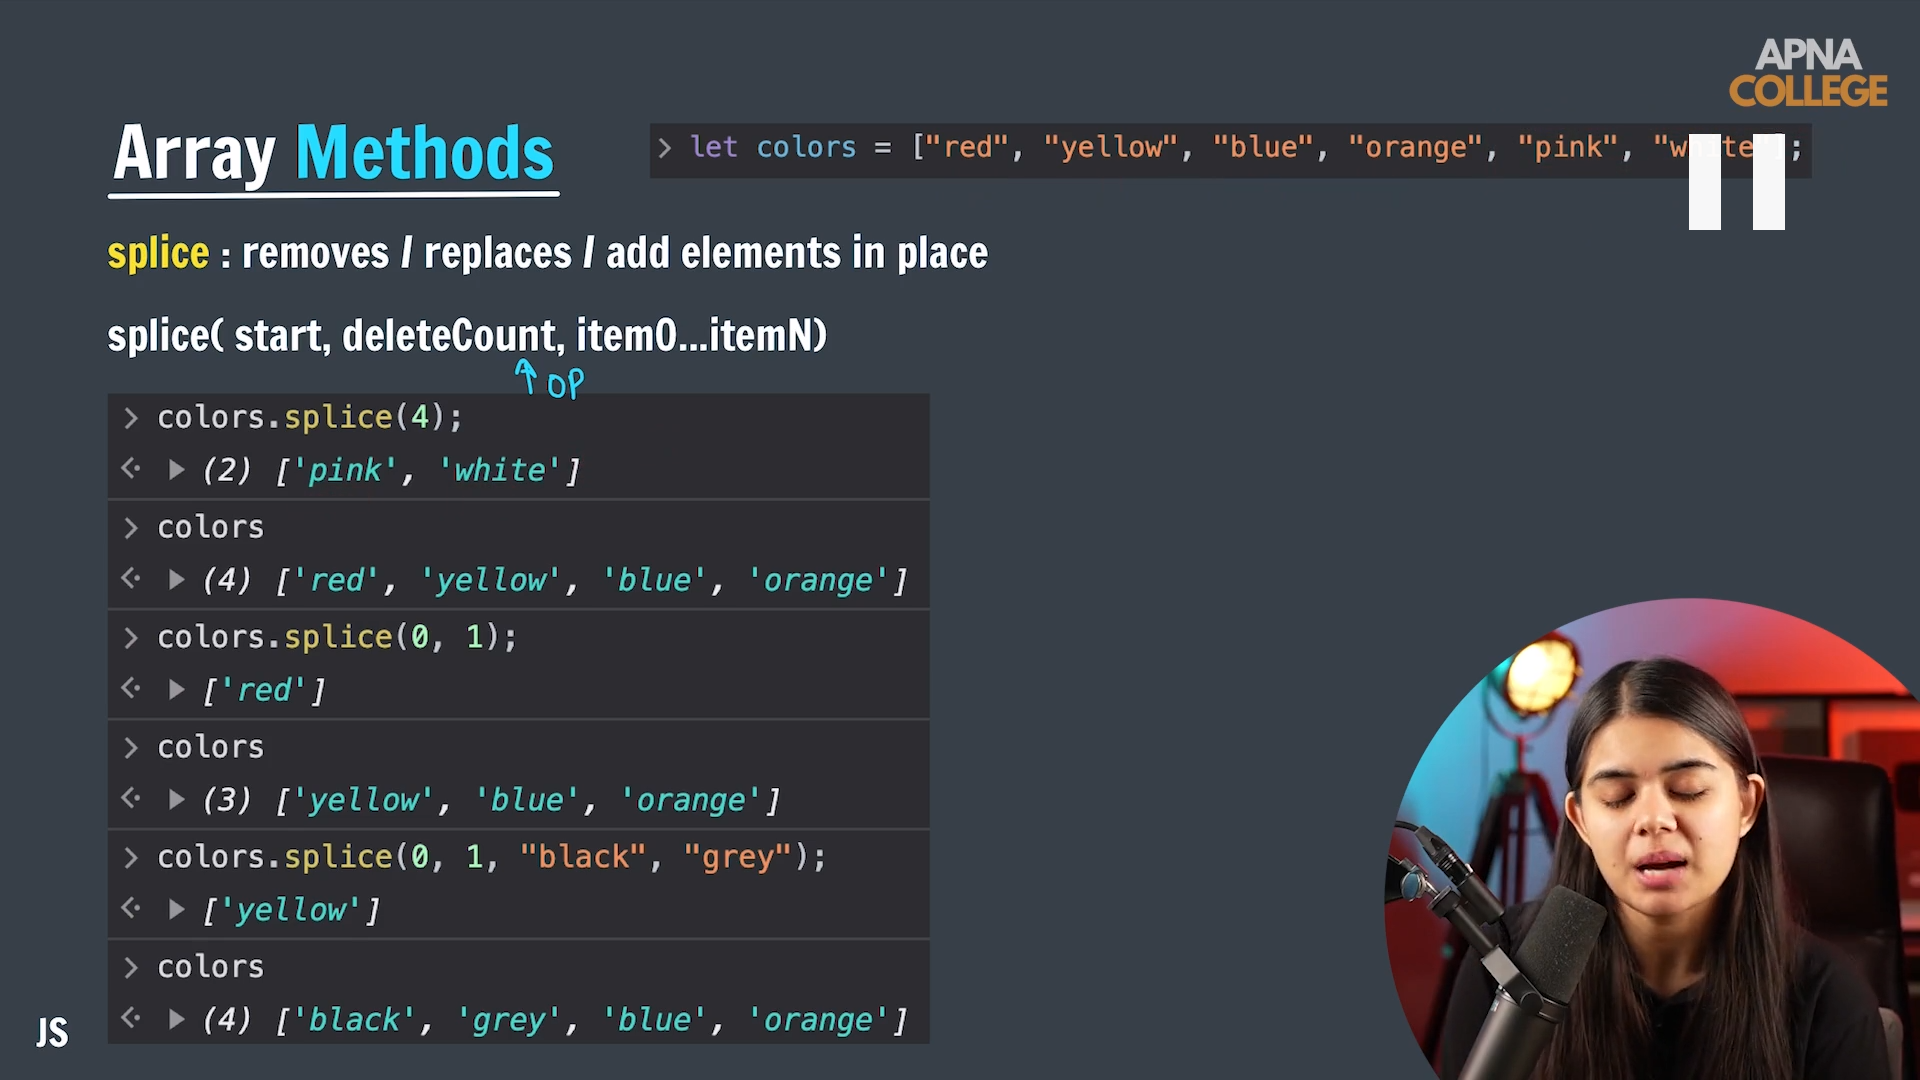 APNA
COLLEGE
Array Methods
> let colors = ["red", "yellow", "blue", "orange", "pink", "white"];
splice : removes / replaces / add elements in place
splice( start, deleteCount, item0...itemN)
↑ OP
> colors.splice(4);
(2) ['pink', 'white']
> colors
(4) ['red', 'yellow', 'blue', 'orange']
> colors.splice(0, 1);
['red']
> colors
(3) ['yellow', 'blue', 'orange']
> colors.splice(0, 1, "black", "grey");
['yellow']
> colors
(4) ['black', 'grey', 'blue', 'orange']
JS